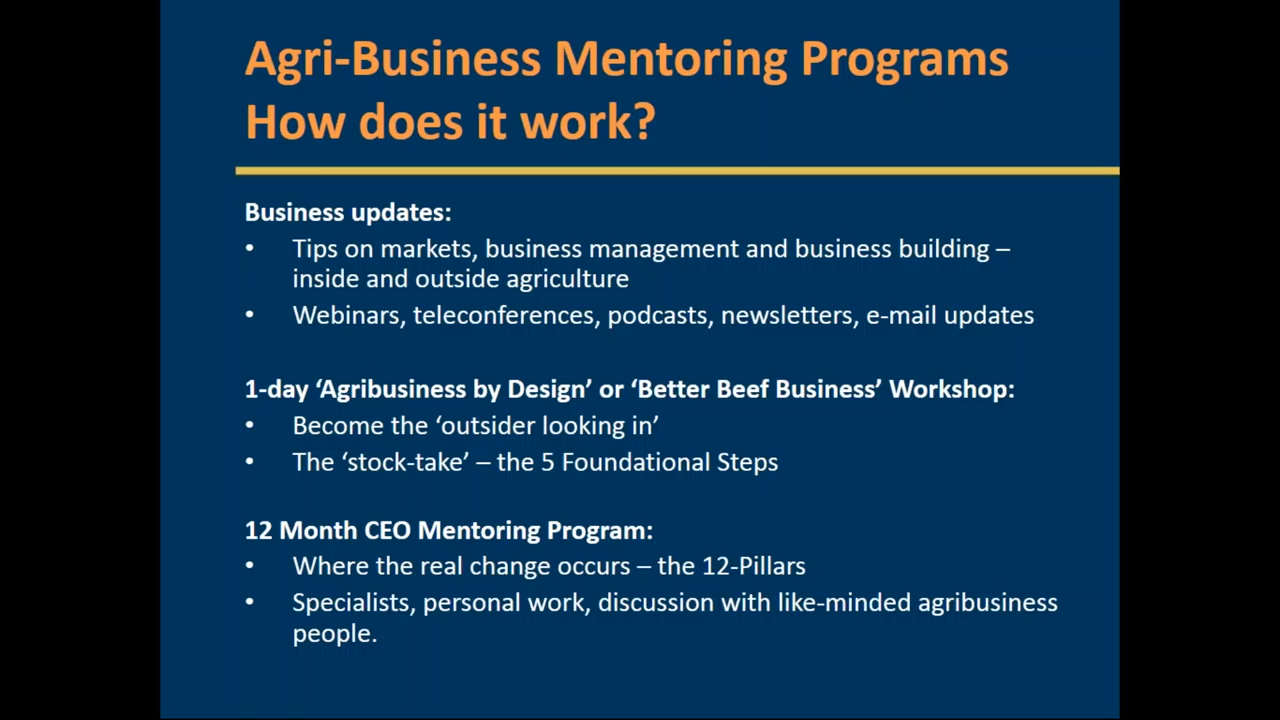 Agri-Business Mentoring Programs
How does it work?
Business updates:
• Tips on markets, business management and business building –
inside and outside agriculture
• Webinars, teleconferences, podcasts, newsletters, e-mail updates
1-day ‘Agribusiness by Design’ or ‘Better Beef Business’ Workshop:
• Become the ‘outsider looking in’
• The ‘stock-take’ – the 5 Foundational Steps
12 Month CEO Mentoring Program:
• Where the real change occurs – the 12-Pillars
• Specialists, personal work, discussion with like-minded agribusiness
people.